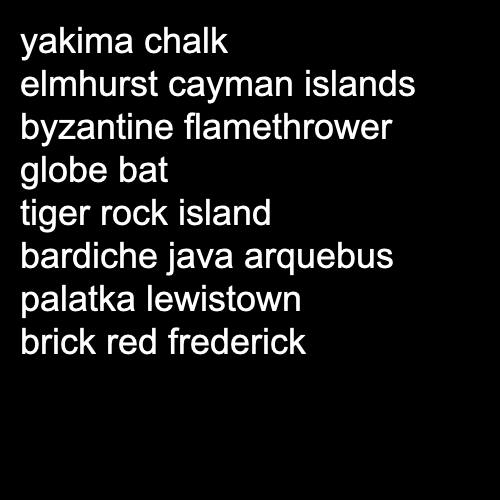 yakima chalk
elmhurst cayman islands
byzantine flamethrower
globe bat
tiger rock island
bardiche java arquebus
palatka lewistown
brick red frederick